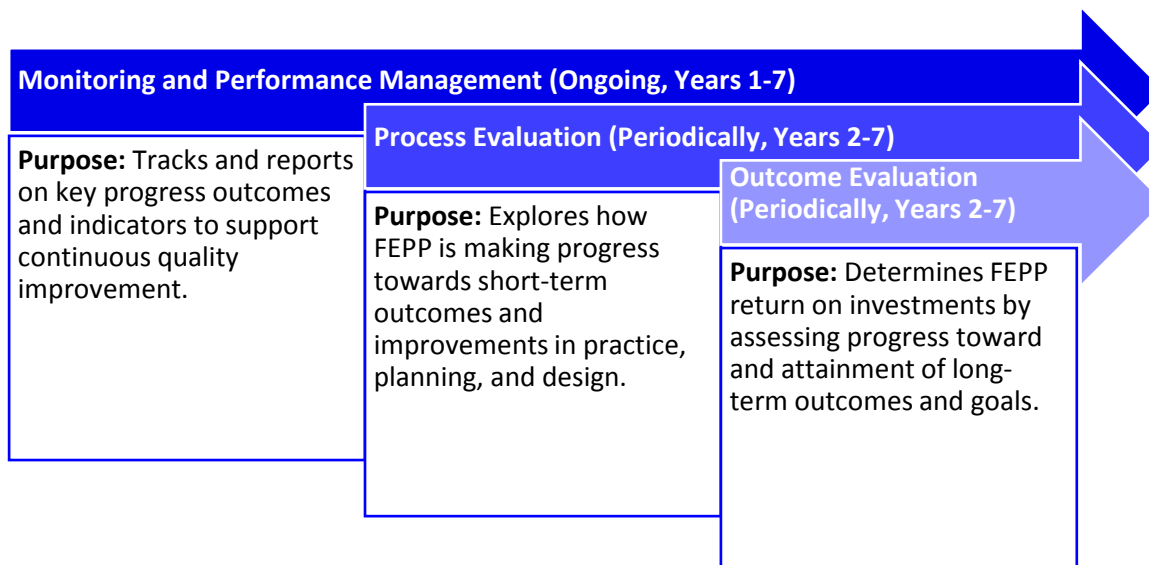 Monitoring and Performance Management (Ongoing, Years 1-7)
Purpose: Tracks and reports
on key progress outcomes
and indicators to support
continuous quality
improvement.
Process Evaluation (Periodically, Years 2-7)
Purpose: Explores how
FEPP is making progress
towards short-term
outcomes and
improvements in practice,
planning, and design.
Outcome Evaluation
(Periodically, Years 2-7)
Purpose: Determines FEPP
return on investments by
assessing progress toward
and attainment of long-
term outcomes and goals.